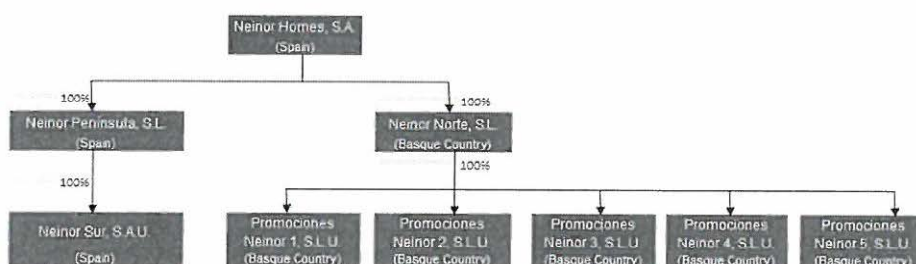 Neinor Homes, S.A.
(Spain)
100%
100%
Neinor Península, S.L.
(Spain)
Neinor Norte, S.L.
(Basque Country)
100%
100%
Neinor Sur, S.A.U.
(Spain)
Promociones
Neinor 1, S.L.U.
(Basque Country)
Promociones
Neinor 2, S.L.U
(Basque Country)
Promociones
Neinor 3, S.L.U
(Basque Country)
Promociones
Neinor 4, S.L.U.
(Basque Country)
Promociones
Neinor 5, S.L.U.
(Basque Country)